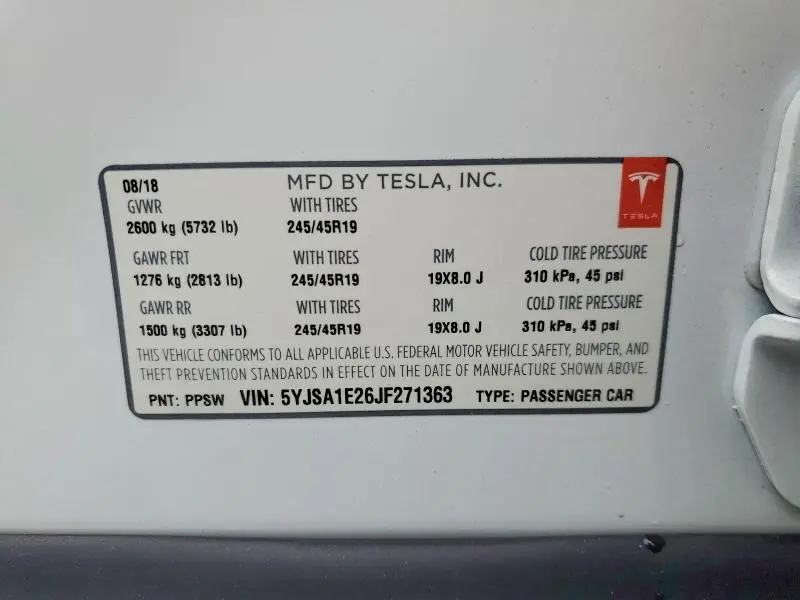 08/18 MFD BY TESLA, INC.
GVWR WITH TIRES
2600 kg (5732 lb) 245/45R19
TESLA
GAWR FRT WITH TIRES RIM COLD TIRE PRESSURE
1276 kg (2813 lb) 245/45R19 19X8.0 J 310 kPa, 45 psi
GAWR RR WITH TIRES RIM COLD TIRE PRESSURE
1500 kg (3307 lb) 245/45R19 19X8.0 J 310 kPa, 45 psi
THIS VEHICLE CONFORMS TO ALL APPLICABLE U.S. FEDERAL MOTOR VEHICLE SAFETY, BUMPER, AND
THEFT PREVENTION STANDARDS IN EFFECT ON THE DATE OF MANUFACTURE SHOWN ABOVE.
PNT: PPSW VIN: 5YJSA1E26JF271363 TYPE: PASSENGER CAR